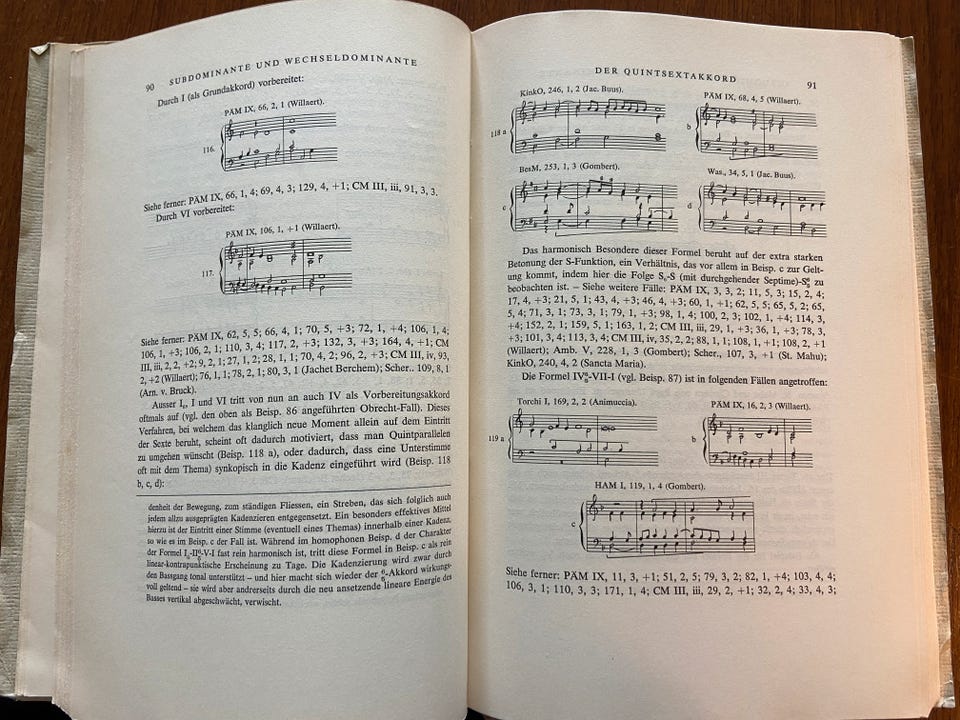 90 SUBDOMINANTE UND WECHSELDOMINANTE
Durch I (als Grundakkord) vorbereitet:
PÄM IX, 66, 2, 1 (Willaert).
116.
Siehe ferner: PÄM IX, 66, 1, 4; 69, 4, 3; 129, 4, +1; CM III, iii, 91, 3, 3.
Durch VI vorbereitet:
PÄM IX, 106, 1, +1 (Willaert).
117.
Siehe ferner: PÄM IX, 62, 5, 5; 66, 4, 1; 70, 5, +3; 72, 1, +4; 106, 1, 4;
106, 1, +3; 106, 2, 1; 110, 3, 4; 117, 2, +3; 132, 3, +3; 164, 4, +1; CM
III, iii, 2, 2, +2; 9, 2, 1; 27, 1, 2; 28, 1, 1; 70, 4, 2; 96, 2, +3; CM III, iv, 93,
2, +2 (Willaert); 76, 1, 1; 78, 2, 1; 80, 3, 1 (Jachet Berchem); Scher.. 109, 8, 1
(Arn. v. Bruck).
Ausser I, I und VI tritt von nun an auch IV als Vorbereitungsakkord
oftmals auf (vgl. den oben als Beisp. 86 angeführten Obrecht-Fall). Dieses
Verfahren, bei welchem das klanglich neue Moment allein auf dem Eintritt
der Sexte beruht, scheint oft dadurch motiviert, dass man Quintparallelen
zu umgehen wünscht (Beisp. 118 a), oder dadurch, dass eine Unterstimme
(oft mit dem Thema) synkopisch in die Kadenz eingeführt wird (Beisp. 118
b, c, d):
denheit der Bewegung, zum ständigen Fliessen, ein Streben, das sich folglich auch
jedem allzu ausgeprägten Kadenzieren entgegensetzt. Ein besonders effektives Mittel
hierzu ist der Eintritt einer Stimme (eventuell eines Themas) innerhalb einer Kadenz,
so wie es im Beisp. c der Fall ist. Während im homophonen Beisp. d der Charakter
der Formel -V-I fast rein harmonisch ist, tritt diese Formel in Beisp. c als rein
linear-kontrapunktische Erscheinung zu Tage. Die Kadenzierung wird zwar durch
den Bassgang tonal unterstützt – und hier macht sich wieder der 6/5-Akkord wirkungs-
voll geltend – sie wird aber andrerseits durch die neu ansetzende lineare Energie des
Basses vertikal abgeschwächt, verwischt.
DER QUINTSEXTAKKORD 91
KinkO, 246, 1, 2 (Jac. Buus).
118 a
PÄM IX, 68, 4, 5 (Willaert).
b
BesM, 253, 1, 3 (Gombert).
c
Was., 34, 5, 1 (Jac. Buus).
d
Das harmonisch Besondere dieser Formel beruht auf der extra starken
Betonung der S-Funktion, ein Verhältnis, das vor allem in Beisp. c zur Gel-
tung kommt, indem hier die Folge -S (mit durchgehender Septime)- zu
beobachten ist. – Siehe weitere Fälle: PÄM IX, 3, 3, 2; 11, 5, 3; 15, 2, 4;
17, 4, +3; 21, 5, 1; 43, 4, +3; 46, 4, +3; 60, 1, +1; 62, 5, 5; 65, 5, 2; 65,
5, 4; 71, 3, 1; 73, 3, 1; 79, 1, +3; 98, 1, 4; 100, 2, 3; 102, 1, +4; 114, 3,
+4; 152, 2, 1; 159, 5, 1; 163, 1, 2; CM III, iii, 29, 1, +3; 36, 1, +3; 78, 3,
+3; 101, 3, 4; 113, 3, 4; CM III, iv, 35, 2, 2; 88, 1, 1; 108, 1, +1; 108, 2, +1
(Willaert); Amb. V, 228, 1, 3 (Gombert); Scher., 107, 3, +1 (St. Mahu);
KinkO, 240, 4, 2 (Sancta Maria).
Die Formel -VII-I (vgl. Beisp. 87) ist in folgenden Fällen angetroffen:
Torchi I, 169, 2, 2 (Animuccia).
119 a
PÄM IX, 16, 2, 3 (Willaert).
b
HAM I, 119, 1, 4 (Gombert).
c
Siehe ferner: PÄM IX, 11, 3, +1; 51, 2, 5; 79, 3, 2; 82, 1, +4; 103, 4, 4;
106, 3, 1; 110, 3, 3; 171, 1, 4; CM III, iii, 29, 2, +1; 32, 2, 4; 33, 4, 3;